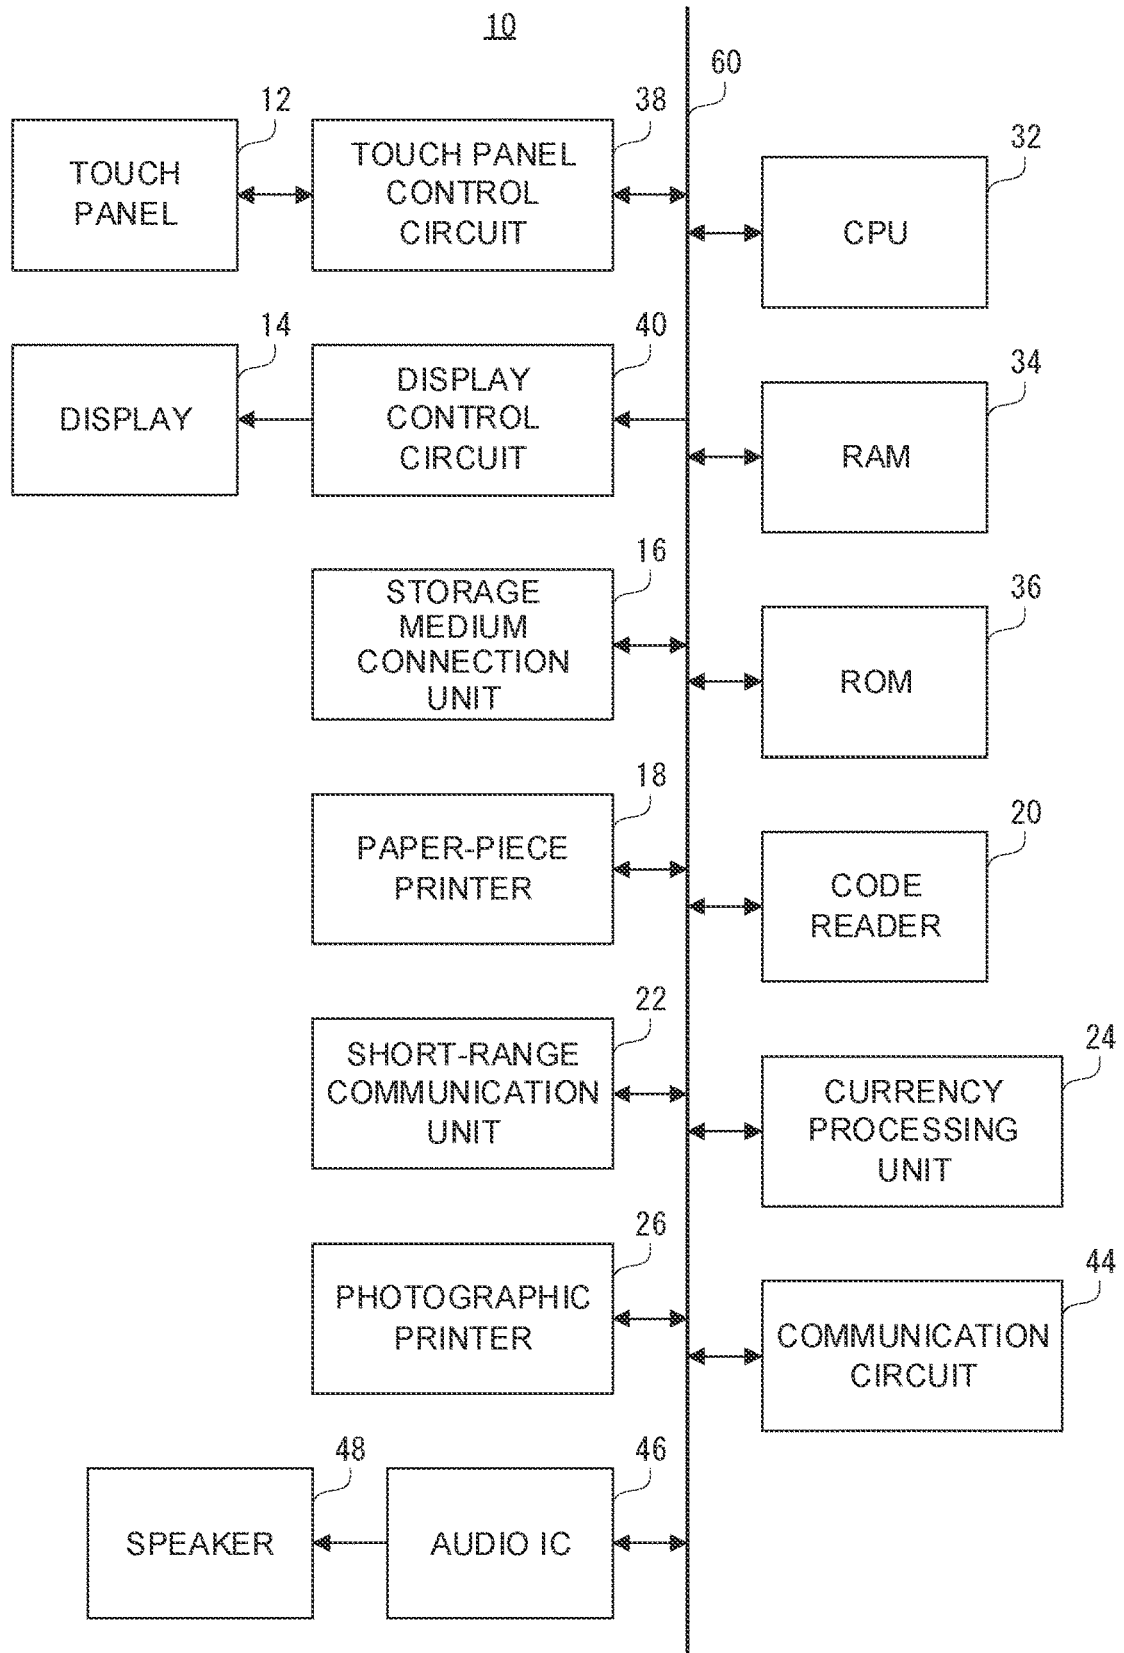 10
60
12
TOUCH
PANEL
38
TOUCH PANEL
CONTROL
CIRCUIT
32
CPU
14
DISPLAY
40
DISPLAY
CONTROL
CIRCUIT
34
RAM
16
STORAGE
MEDIUM
CONNECTION
UNIT
36
ROM
18
PAPER-PIECE
PRINTER
20
CODE
READER
22
SHORT-RANGE
COMMUNICATION
UNIT
24
CURRENCY
PROCESSING
UNIT
26
PHOTOGRAPHIC
PRINTER
44
COMMUNICATION
CIRCUIT
48
SPEAKER
46
AUDIO IC